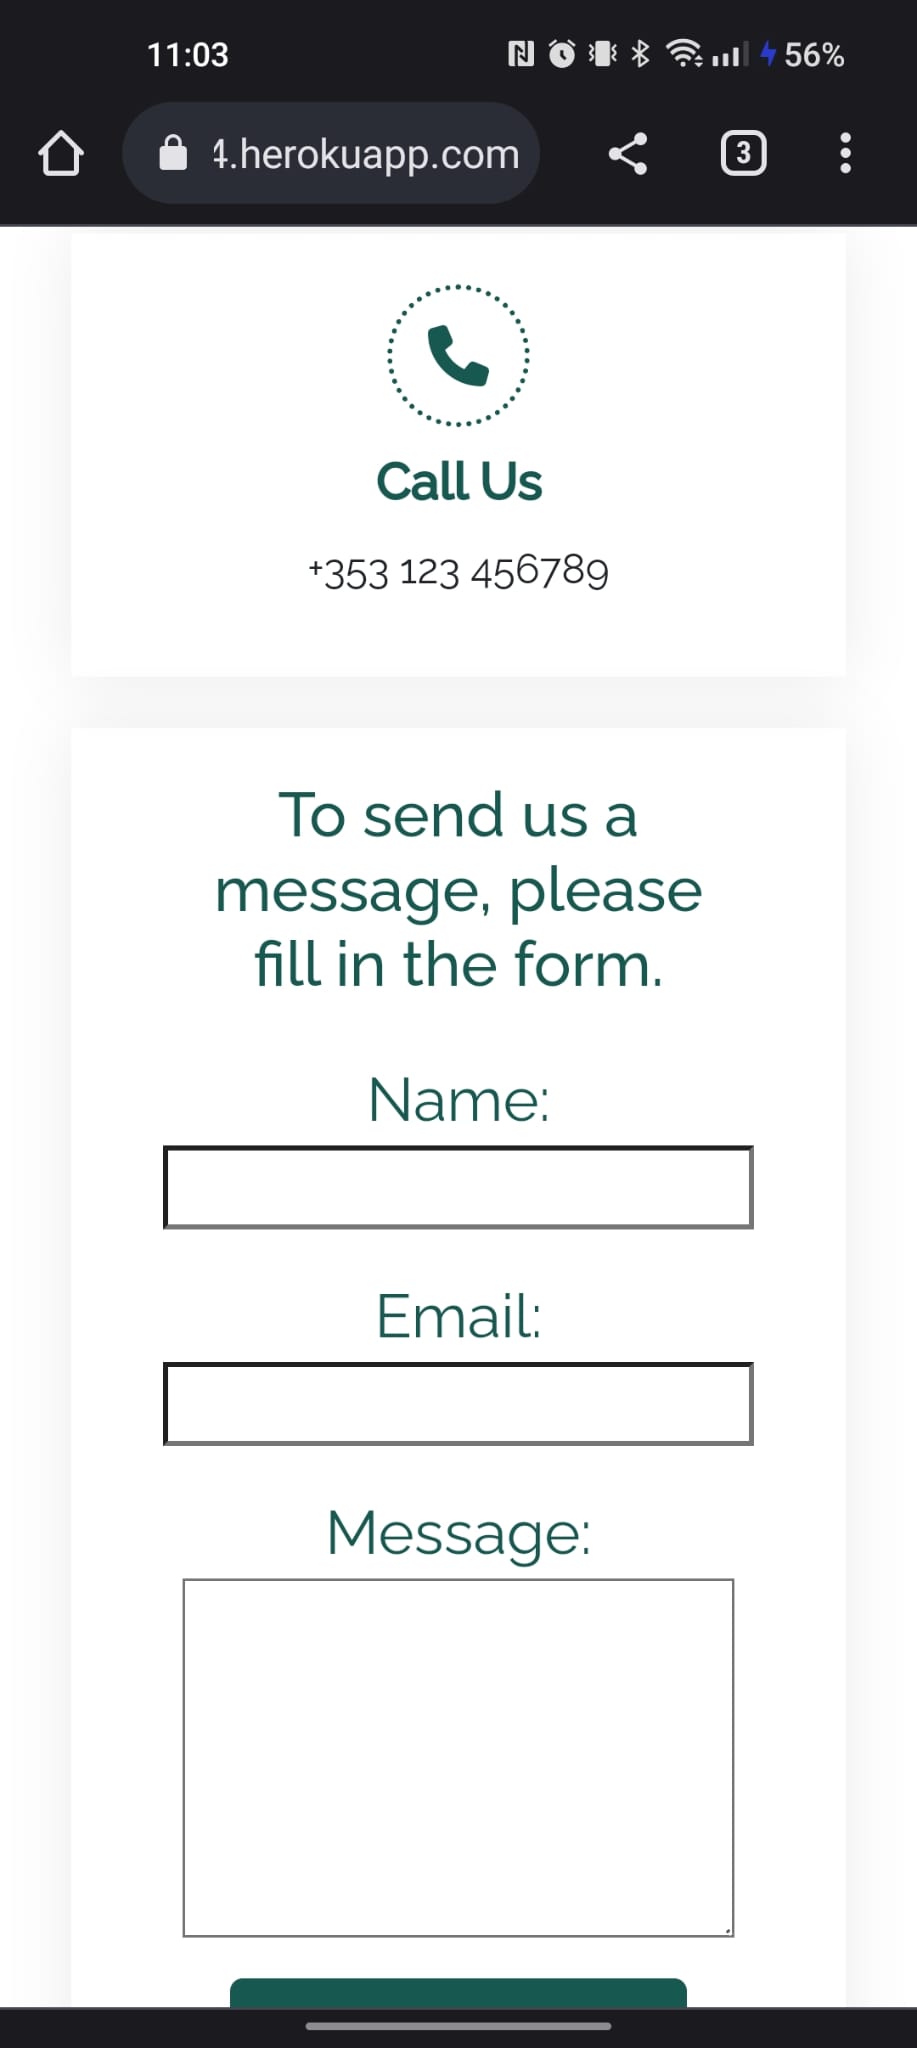 11:03
56%
4.herokuapp.com
3
Call Us
+353 123 456789
To send us a
message, please
fill in the form.
Name:
Email:
Message: